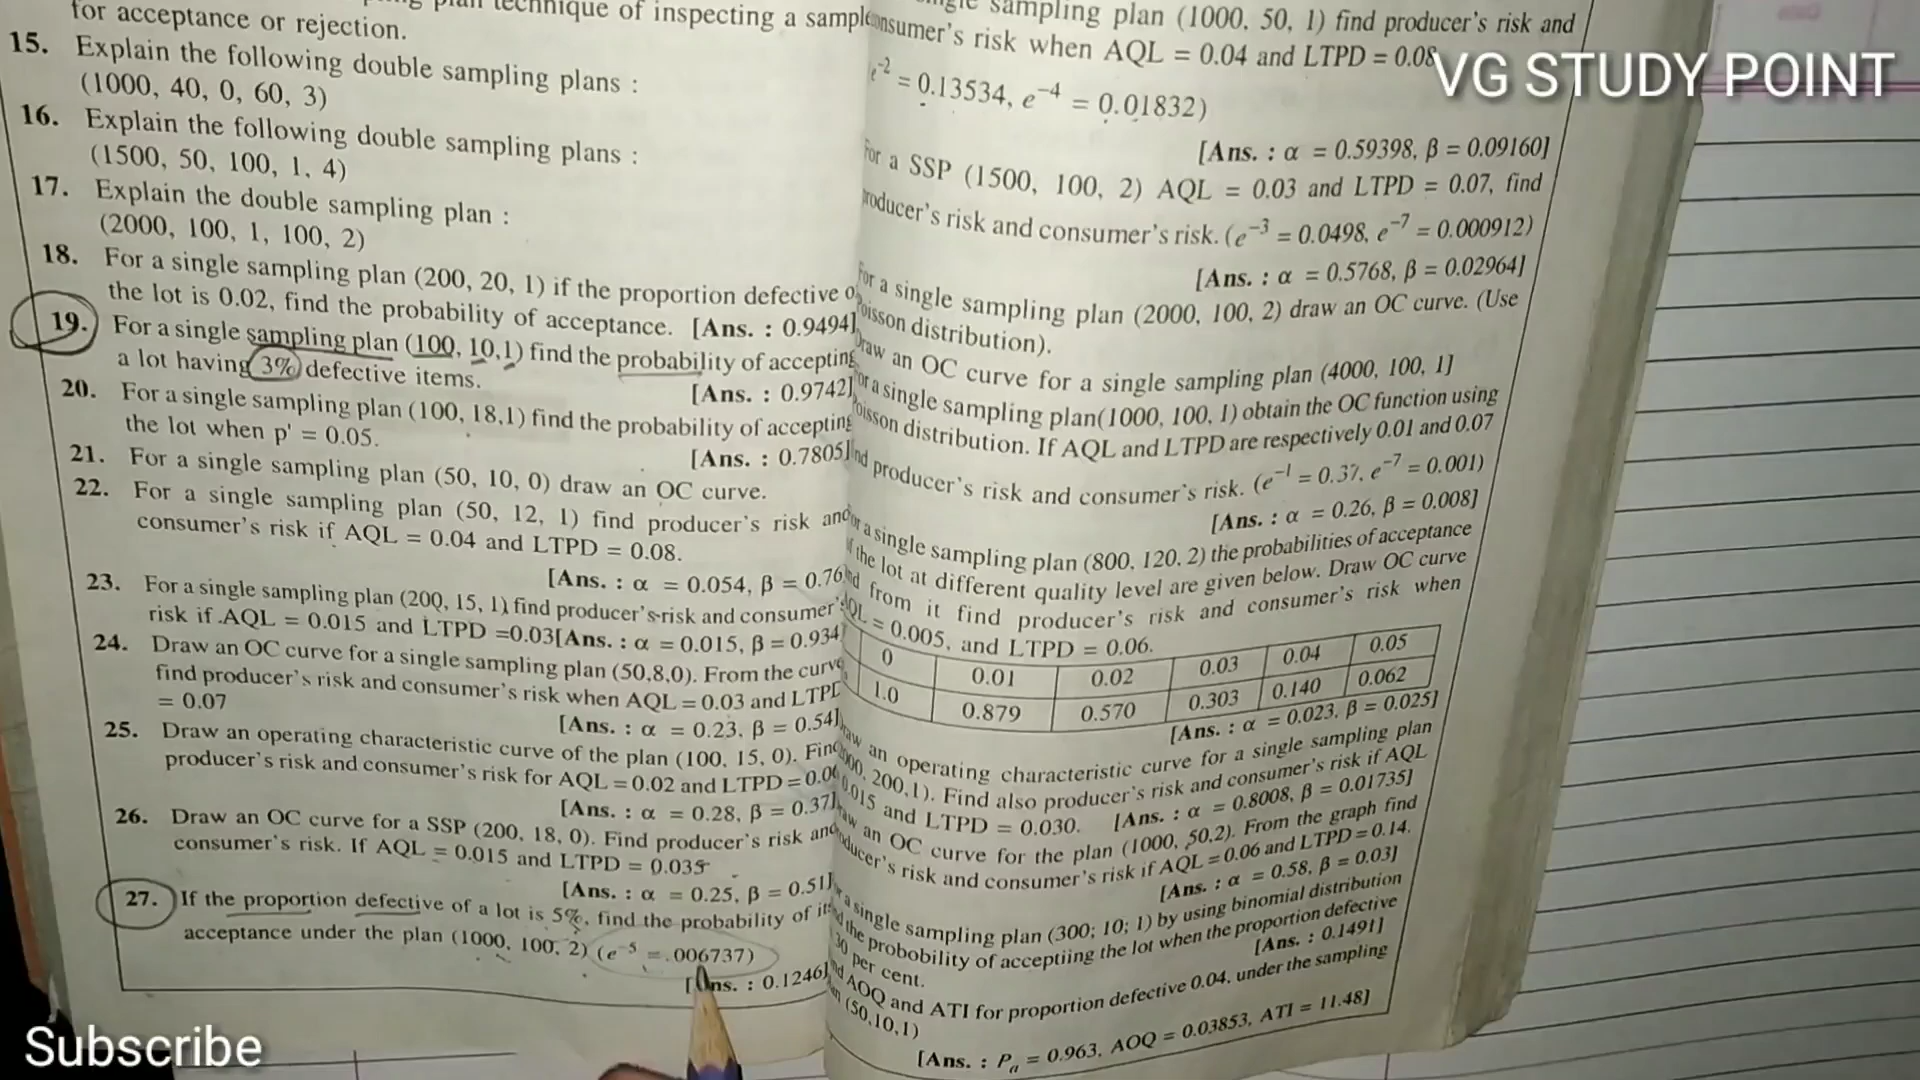 technique of inspecting a sample
for acceptance or rejection.
15. Explain the following double sampling plans :
(1000, 40, 0, 60, 3)
16. Explain the following double sampling plans :
(1500, 50, 100, 1, 4)
17. Explain the double sampling plan :
(2000, 100, 1, 100, 2)
18. For a single sampling plan (200, 20, 1) if the proportion defective
the lot is 0.02, find the probability of acceptance. [Ans. : 0.9494]
19. For a single sampling plan (100, 10,1) find the probability of accepting
a lot having 3% defective items.
[Ans. : 0.9742]
20. For a single sampling plan (100, 18,1) find the probability of accepting
the lot when p' = 0.05.
[Ans. : 0.7805]
21. For a single sampling plan (50, 10, 0) draw an OC curve.
22. For a single sampling plan (50, 12, 1) find producer's risk and
consumer's risk if AQL = 0.04 and LTPD = 0.08.
[Ans. : α = 0.054, β = 0.76
23. For a single sampling plan (200, 15, 1) find producer's risk and consumer's
risk if AQL = 0.015 and LTPD =0.03[Ans. : α = 0.015, β = 0.934
24. Draw an OC curve for a single sampling plan (50,8,0). From the curve
find producer's risk and consumer's risk when AQL = 0.03 and LTPD
= 0.07
[Ans. : α = 0.23, β = 0.54]
25. Draw an operating characteristic curve of the plan (100, 15, 0). Find
producer's risk and consumer's risk for AQL = 0.02 and LTPD = 0.06
[Ans. : α = 0.28, β = 0.37]
26. Draw an OC curve for a SSP (200, 18, 0). Find producer's risk and
consumer's risk. If AQL = 0.015 and LTPD = 0.035
[Ans. : α = 0.25, β = 0.51]
27. If the proportion defective of a lot is 5%, find the probability of its
acceptance under the plan (1000, 100, 2) (e⁻⁵ = .006737)
[Ans. : 0.1246]
sampling plan (1000, 50, 1) find producer's risk and
consumer's risk when AQL = 0.04 and LTPD = 0.08
e⁻² = 0.13534, e⁻⁴ = 0.01832)
[Ans. : α = 0.59398, β = 0.09160]
For a SSP (1500, 100, 2) AQL = 0.03 and LTPD = 0.07, find
producer's risk and consumer's risk. (e⁻³ = 0.0498, e⁻⁷ = 0.000912)
[Ans. : α = 0.5768, β = 0.02964]
For a single sampling plan (2000, 100, 2) draw an OC curve. (Use
Poisson distribution).
Draw an OC curve for a single sampling plan (4000, 100, 1]
For a single sampling plan(1000, 100, 1) obtain the OC function using
Poisson distribution. If AQL and LTPD are respectively 0.01 and 0.07
find producer's risk and consumer's risk. (e⁻¹ = 0.37, e⁻⁷ = 0.001)
[Ans. : α = 0.26, β = 0.008]
For a single sampling plan (800, 120, 2) the probabilities of acceptance
of the lot at different quality level are given below. Draw OC curve
and from it find producer's risk and consumer's risk when
AQL = 0.005, and LTPD = 0.06.
0 0.01 0.02 0.03 0.04 0.05
1.0 0.879 0.570 0.303 0.140 0.062
[Ans. : α = 0.023, β = 0.025]
Draw an operating characteristic curve for a single sampling plan
200,1). Find also producer's risk and consumer's risk if AQL
0.015 and LTPD = 0.030. [Ans. : α = 0.8008, β = 0.01735]
Draw an OC curve for the plan (1000, 50,2). From the graph find
producer's risk and consumer's risk if AQL = 0.06 and LTPD = 0.14.
[Ans. : α = 0.58, β = 0.03]
a single sampling plan (300; 10; 1) by using binomial distribution
the probobility of acceptiing the lot when the proportion defective
30 per cent.
[Ans. : 0.1491]
AOQ and ATI for proportion defective 0.04, under the sampling
(50,10,1)
[Ans. : Pₐ = 0.963, AOQ = 0.03853, ATI = 11.48]
VG STUDY POINT
Subscribe